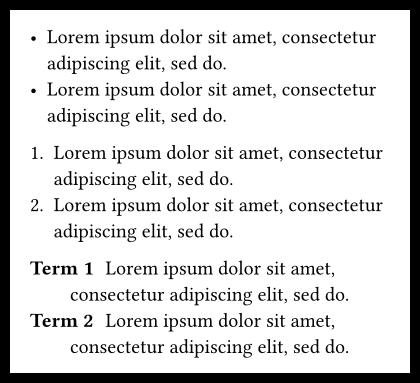 • Lorem ipsum dolor sit amet, consectetur
adipiscing elit, sed do.
• Lorem ipsum dolor sit amet, consectetur
adipiscing elit, sed do.
1. Lorem ipsum dolor sit amet, consectetur
adipiscing elit, sed do.
2. Lorem ipsum dolor sit amet, consectetur
adipiscing elit, sed do.
Term 1 Lorem ipsum dolor sit amet,
consectetur adipiscing elit, sed do.
Term 2 Lorem ipsum dolor sit amet,
consectetur adipiscing elit, sed do.